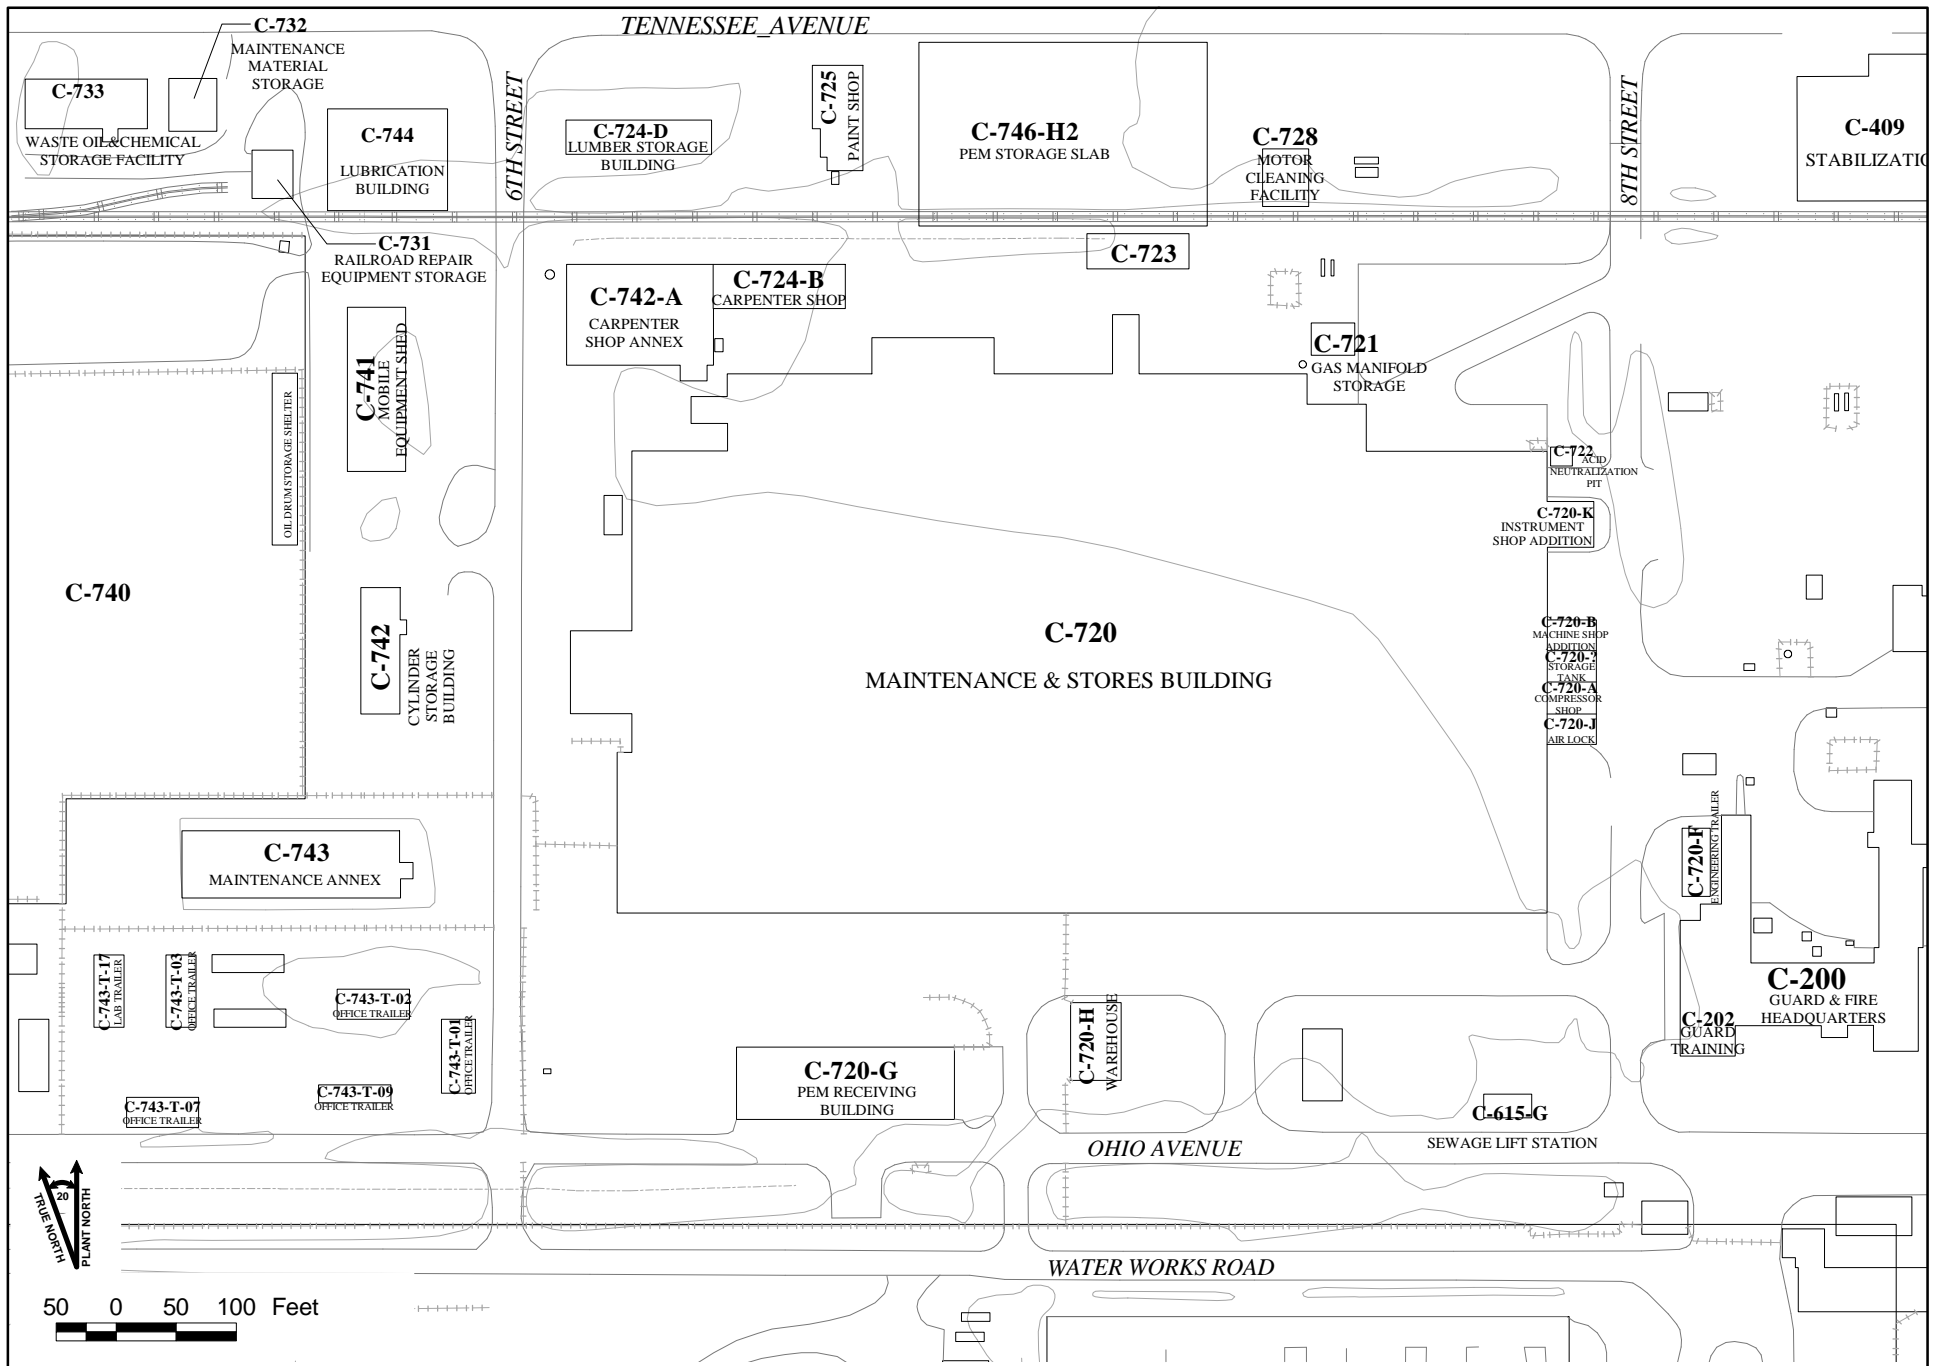 TENNESSEE_AVENUE
C-732
MAINTENANCE
MATERIAL
STORAGE
C-733
WASTE OIL&CHEMICAL
STORAGE FACILITY
C-744
LUBRICATION
BUILDING
6TH STREET
C-724-D
LUMBER STORAGE
BUILDING
C-725
PAINT SHOP
C-746-H2
PEM STORAGE SLAB
C-728
MOTOR
CLEANING
FACILITY
8TH STREET
C-409
STABILIZATIO
C-731
RAILROAD REPAIR
EQUIPMENT STORAGE
C-742-A
CARPENTER
SHOP ANNEX
C-724-B
CARPENTER SHOP
C-723
C-721
GAS MANIFOLD
STORAGE
C-741
MOBILE
EQUIPMENT SHED
OIL DRUM STORAGE SHELTER
C-722
ACID
NEUTRALIZATION
PIT
C-720-K
INSTRUMENT
SHOP ADDITION
C-740
C-742
CYLINDER
STORAGE
BUILDING
C-720
MAINTENANCE & STORES BUILDING
C-720-B
MACHINE SHOP
ADDITION
C-720-?
STORAGE
TANK
C-720-A
COMPRESSOR
SHOP
C-720-J
AIR LOCK
C-743
MAINTENANCE ANNEX
C-720-F
ENGINEERING TRAILER
C-200
GUARD & FIRE
HEADQUARTERS
C-202
GUARD
TRAINING
C-743-T-17
LAB TRAILER
C-743-T-03
OFFICE TRAILER
C-743-T-02
OFFICE TRAILER
C-743-T-01
OFFICE TRAILER
C-743-T-09
OFFICE TRAILER
C-743-T-07
OFFICE TRAILER
C-720-G
PEM RECEIVING
BUILDING
C-720-H
WAREHOUSE
C-615-G
SEWAGE LIFT STATION
OHIO AVENUE
WATER WORKS ROAD
20
TRUE NORTH
PLANT NORTH
50 0 50 100 Feet